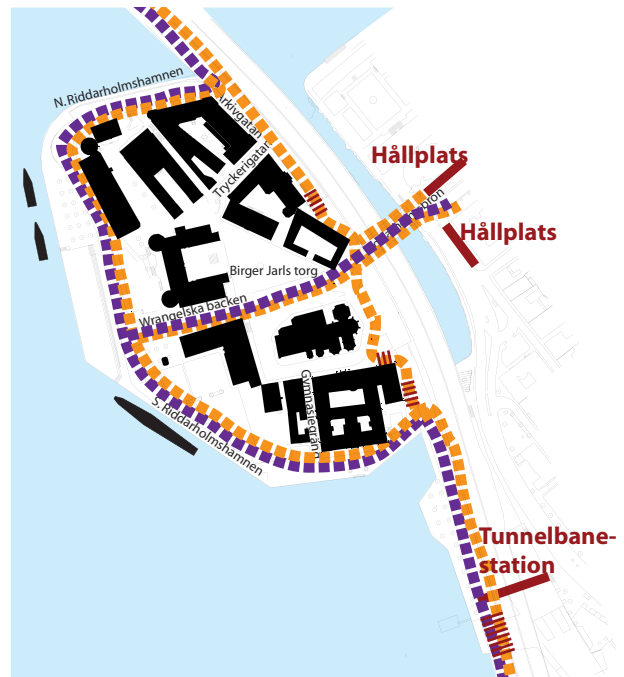 N. Riddarholmshamnen
Arkivgatan
Tryckerigatan
Hållplats
Hållplats
Birger Jarls torg
Wrangelska backen
S. Riddarholmshamnen
Gymnasiegränd
Tunnelbane-
station